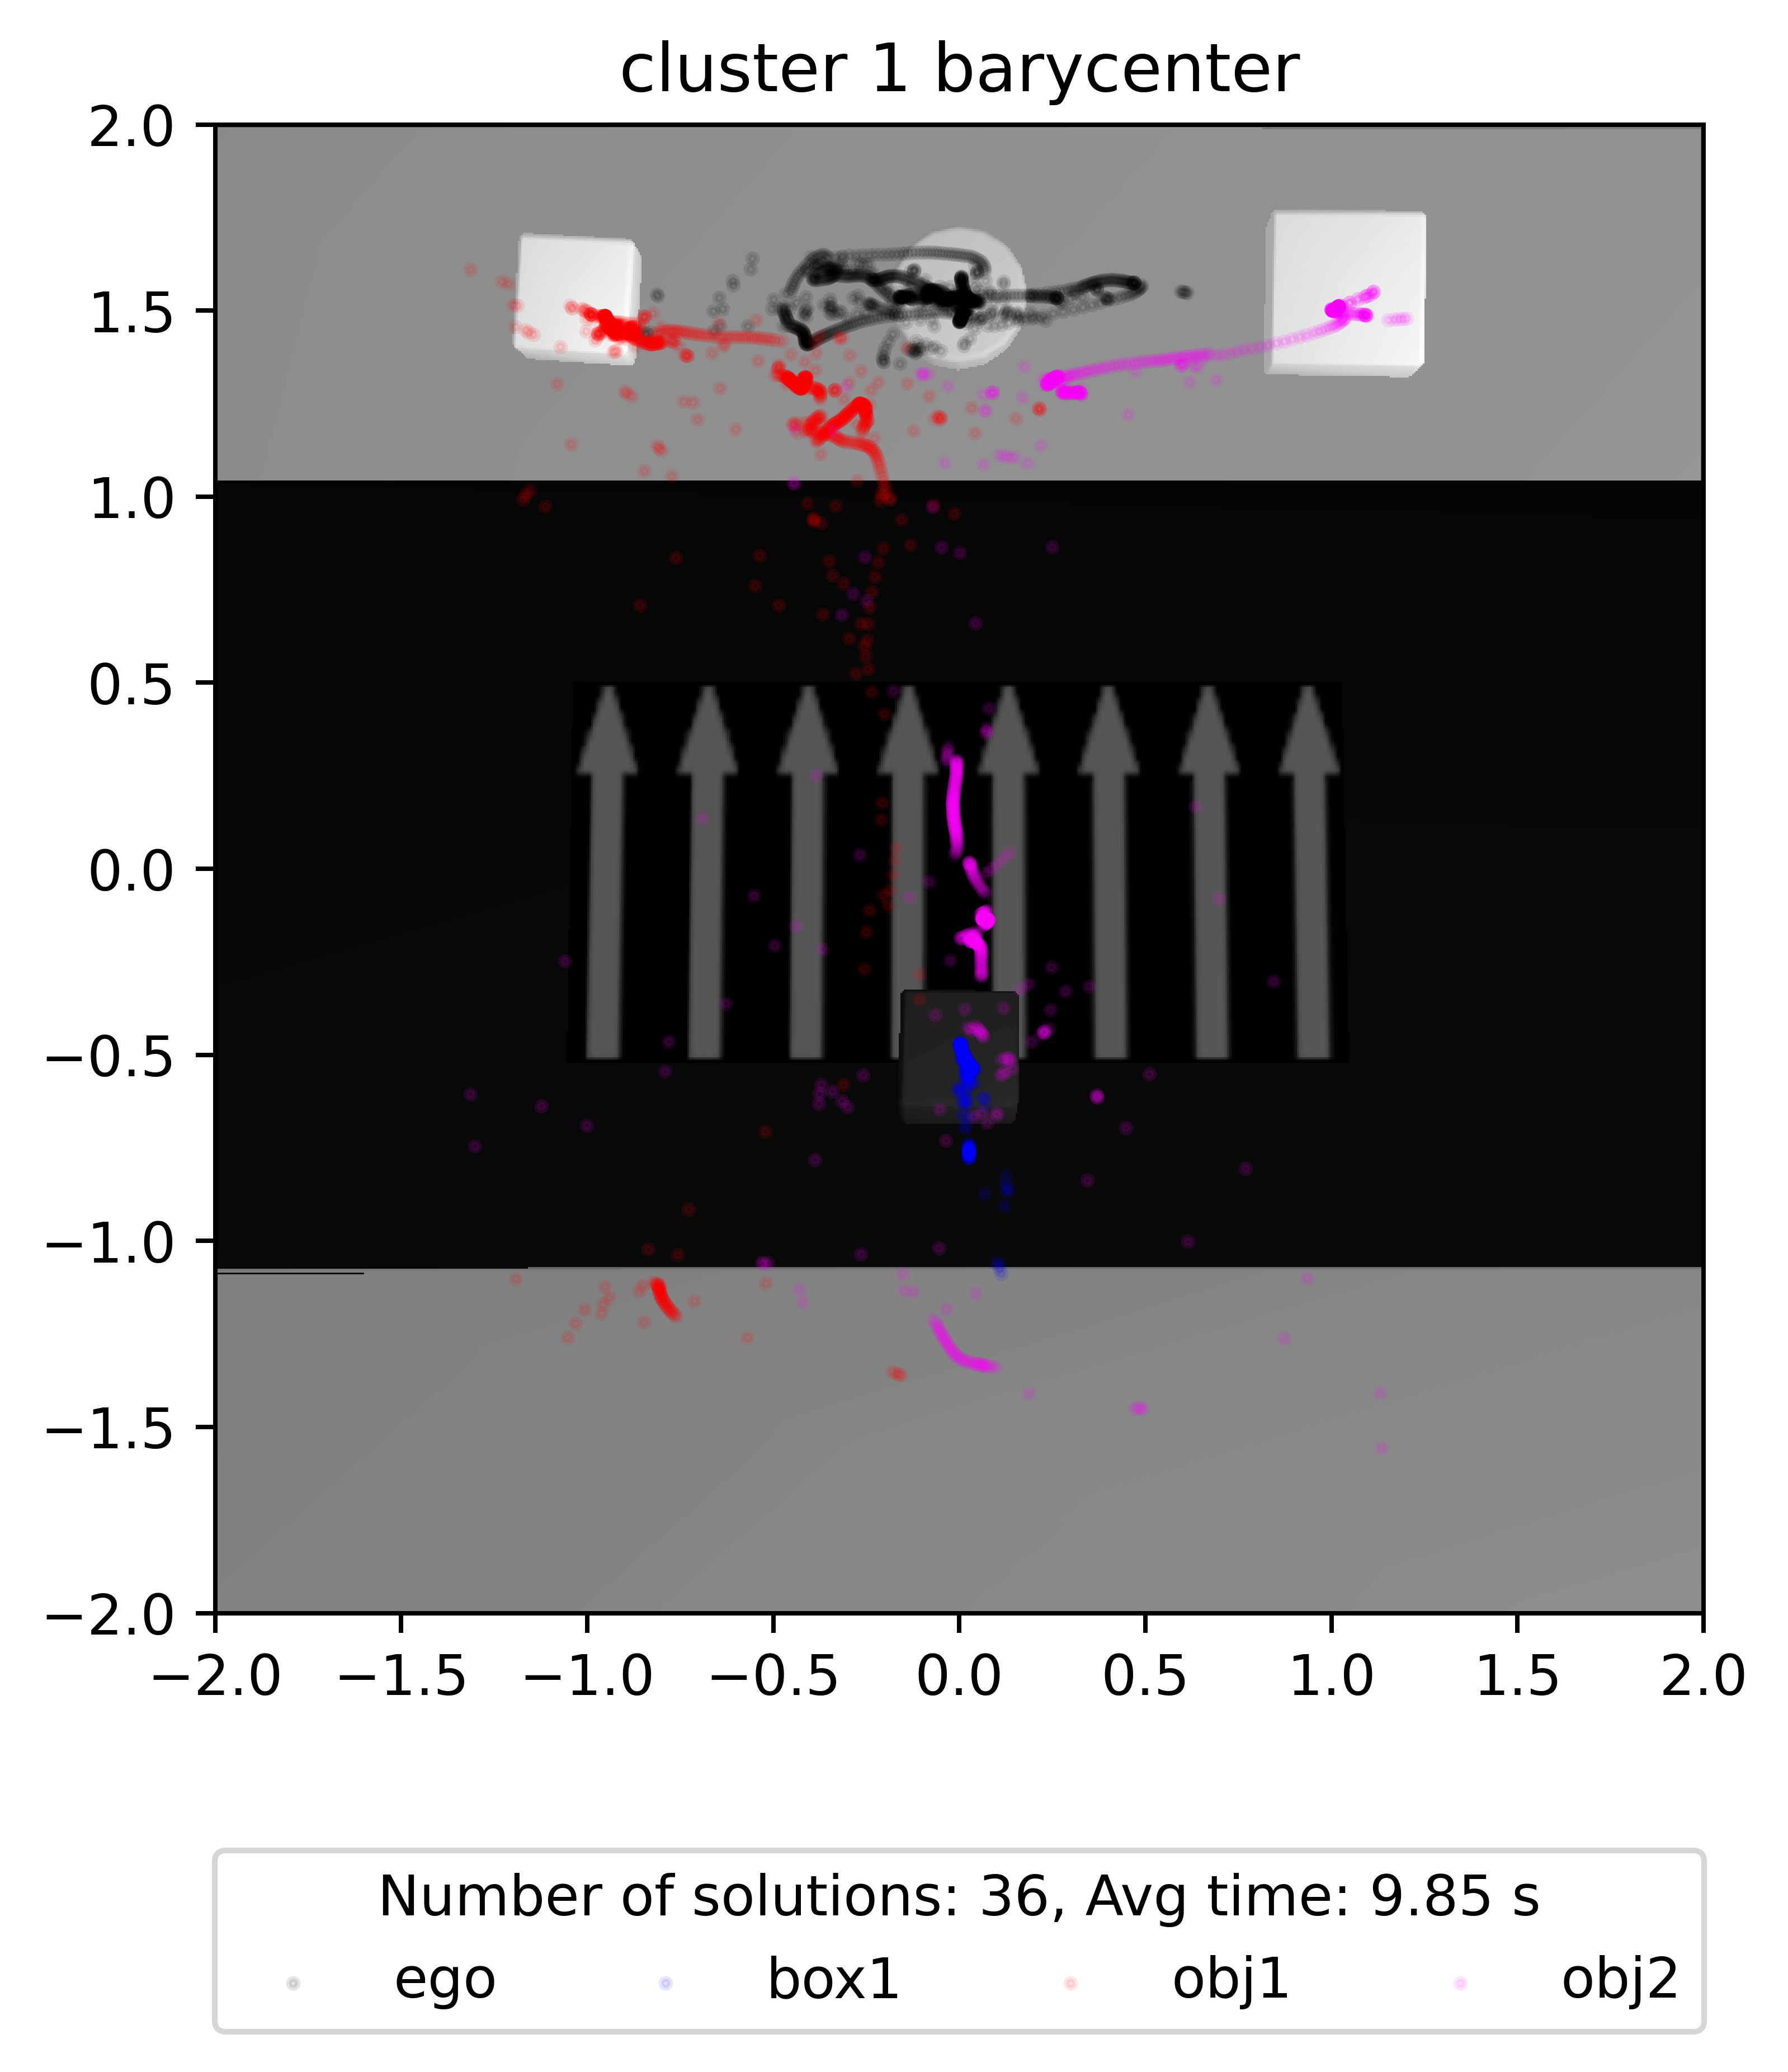 cluster 1 barycenter
2.0
1.5
1.0
0.5
0.0
−0.5
−1.0
−1.5
−2.0
−2.0 −1.5 −1.0 −0.5 0.0 0.5 1.0 1.5 2.0
Number of solutions: 36, Avg time: 9.85 s
ego box1 obj1 obj2